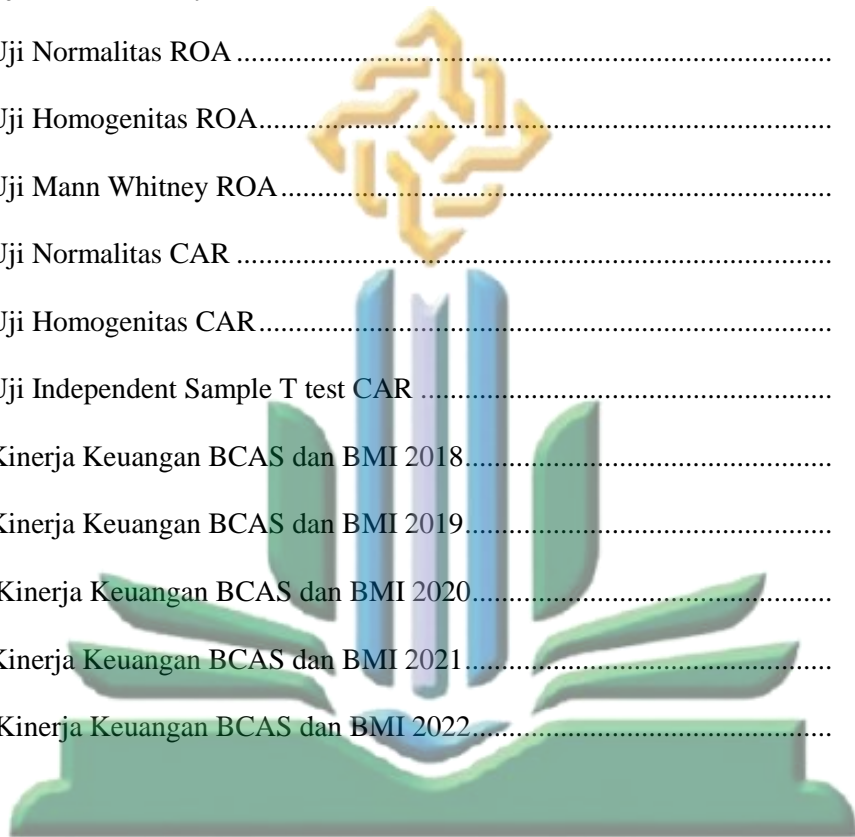 Uji Normalitas ROA ................................................................................
Uji Homogenitas ROA.............................................................................
Uji Mann Whitney ROA ..........................................................................
Uji Normalitas CAR ................................................................................
Uji Homogenitas CAR.............................................................................
Uji Independent Sample T test CAR .......................................................
Kinerja Keuangan BCAS dan BMI 2018.................................................
Kinerja Keuangan BCAS dan BMI 2019.................................................
Kinerja Keuangan BCAS dan BMI 2020................................................
Kinerja Keuangan BCAS dan BMI 2021.................................................
Kinerja Keuangan BCAS dan BMI 2022................................................